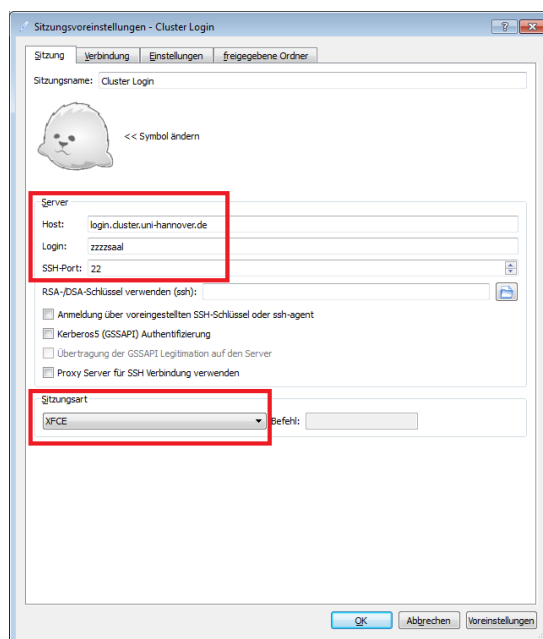 Sitzungsvoreinstellungen - Cluster Login
Sitzung Verbindung Einstellungen freigegebene Ordner
Sitzungsname: Cluster Login
<< Symbol ändern
Server
Host: login.cluster.uni-hannover.de
Login: zzzzsaal
SSH-Port: 22
RSA-/DSA-Schlüssel verwenden (ssh):
Anmeldung über voreingestellten SSH-Schlüssel oder ssh-agent
Kerberos5 (GSSAPI) Authentifizierung
Übertragung der GSSAPI Legitimation auf den Server
Proxy Server für SSH Verbindung verwenden
Sitzungsart
XFCE Befehl:
OK Abbrechen Voreinstellungen